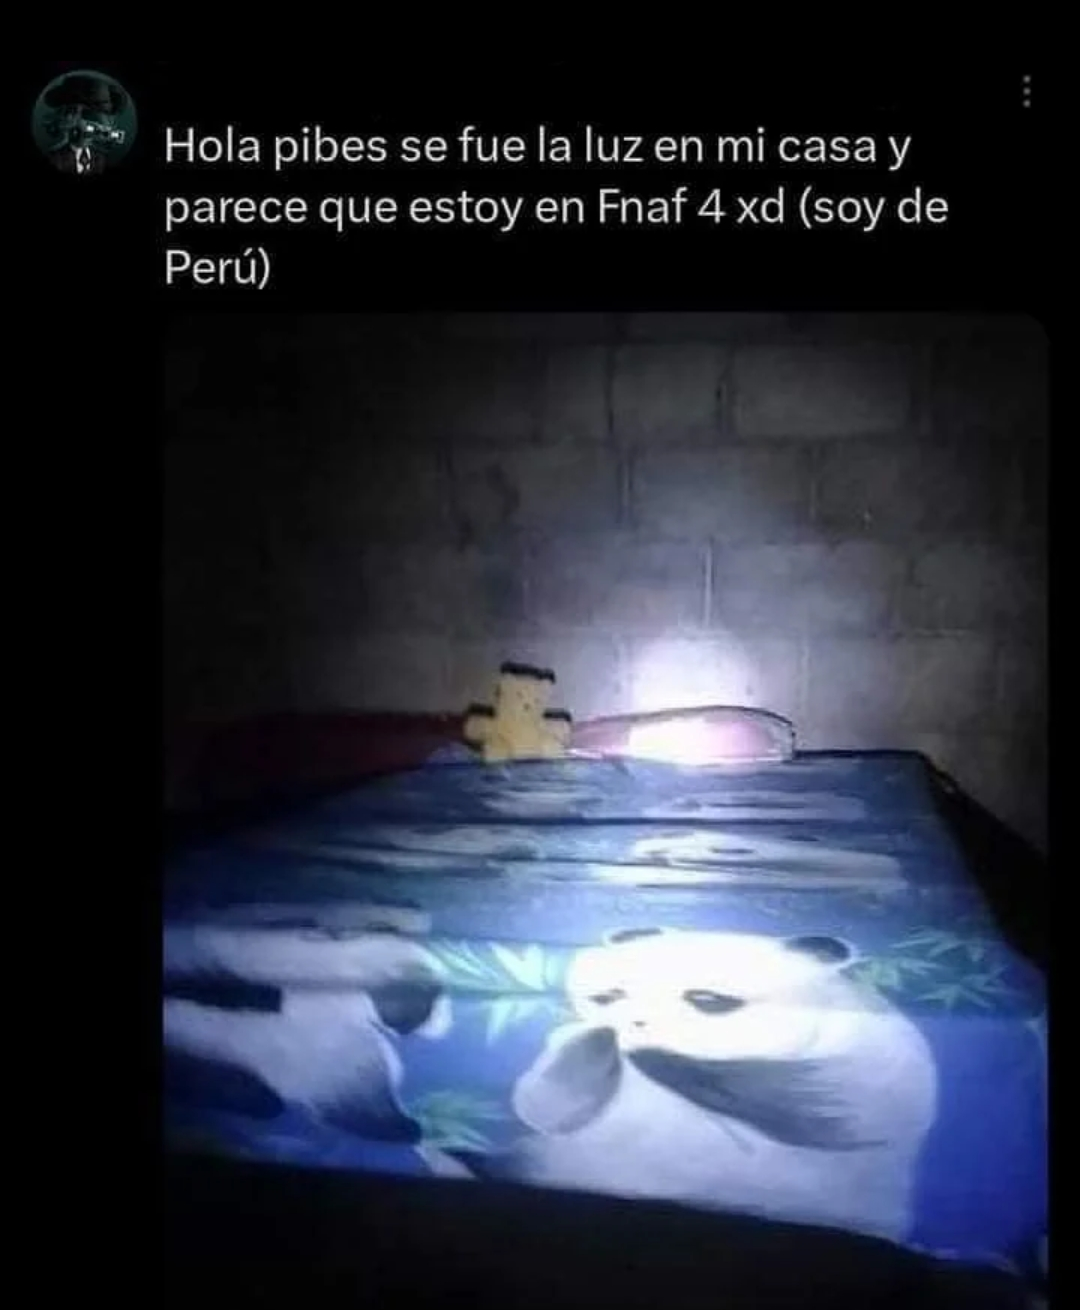 Hola pibes se fue la luz en mi casa y
parece que estoy en Fnaf 4 xd (soy de
Perú)